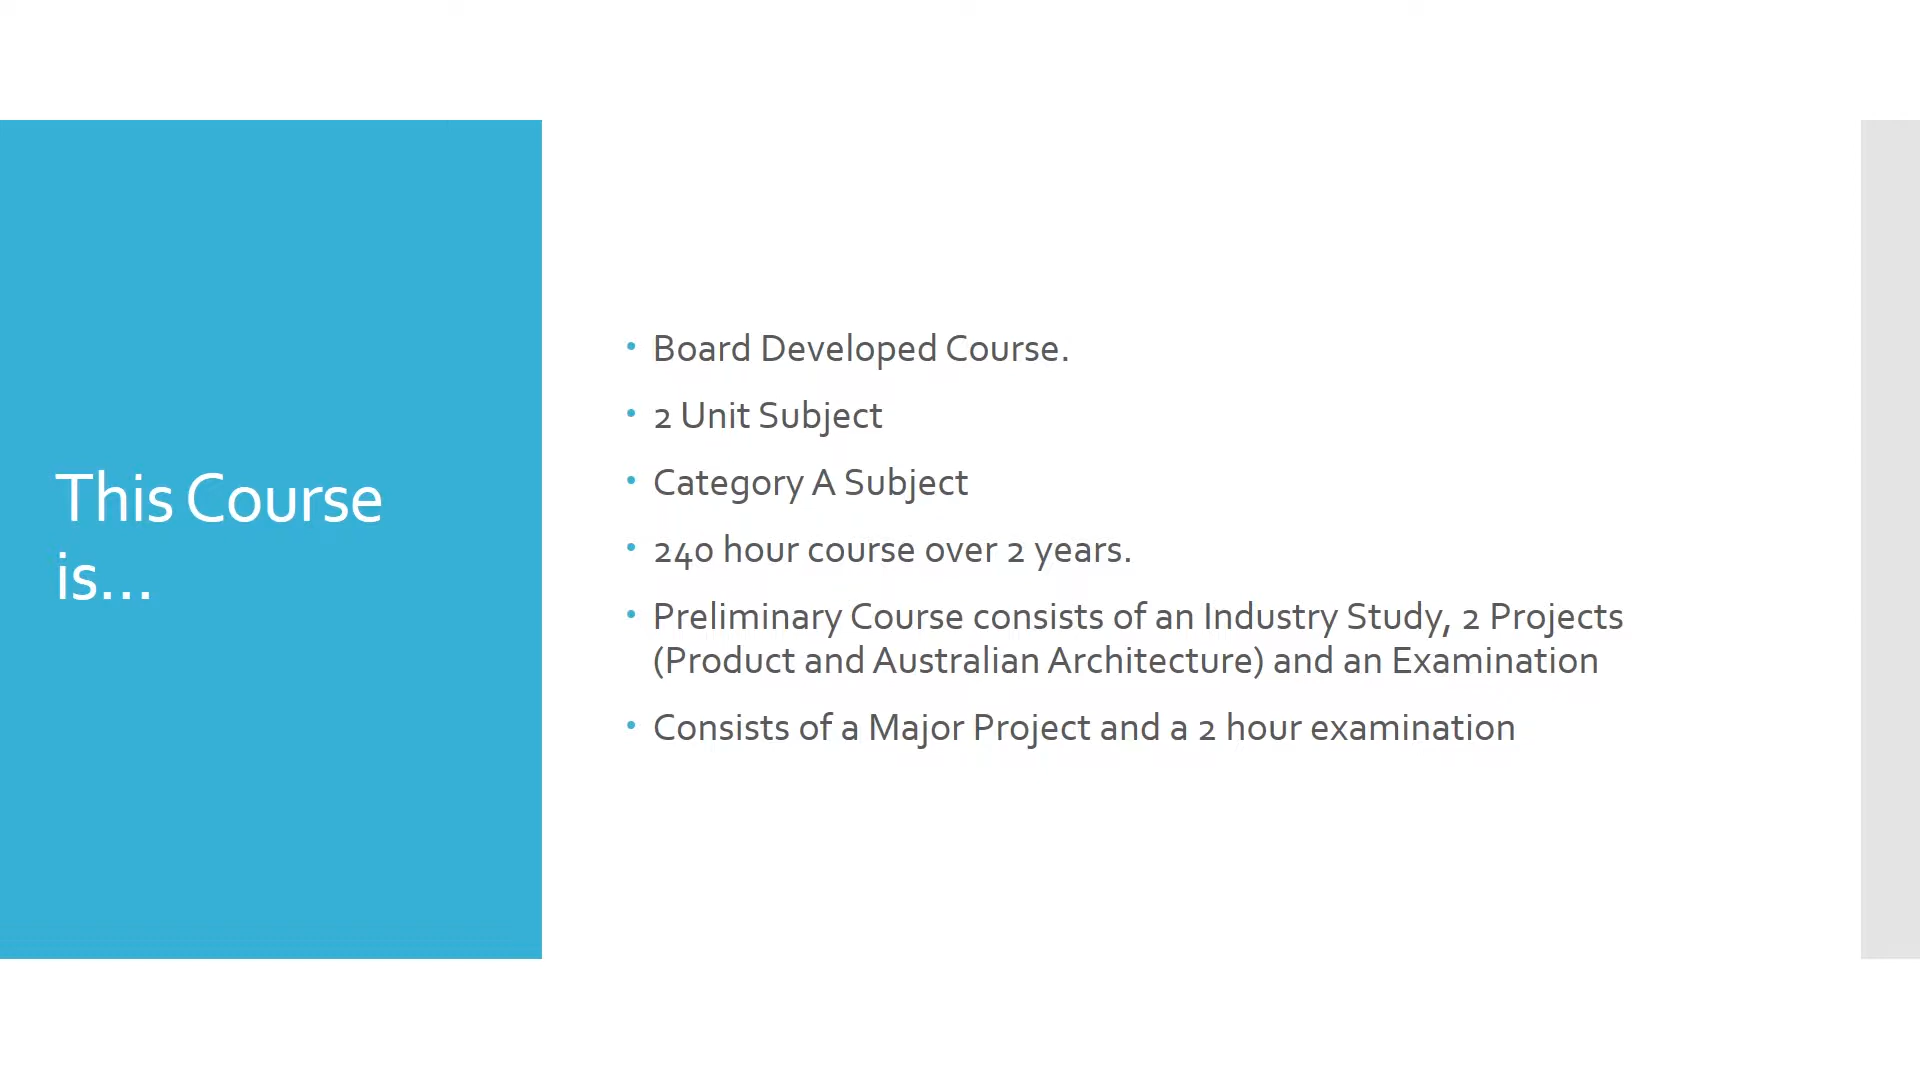 This Course
is...
• Board Developed Course.
• 2 Unit Subject
• Category A Subject
• 240 hour course over 2 years.
• Preliminary Course consists of an Industry Study, 2 Projects
(Product and Australian Architecture) and an Examination
• Consists of a Major Project and a 2 hour examination